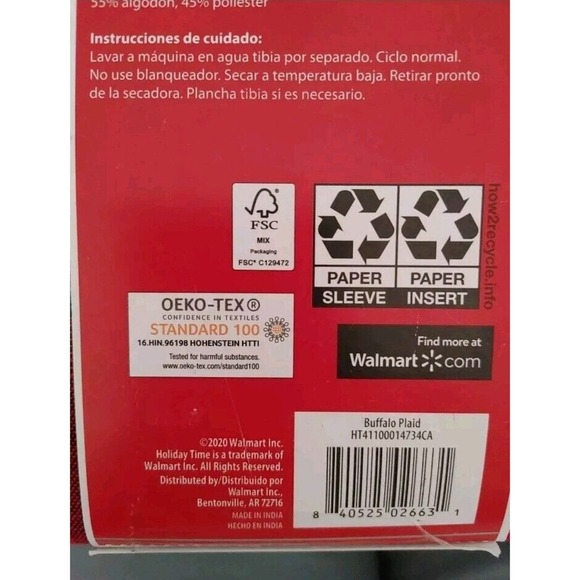 55% algodón, 45% poliéster
Instrucciones de cuidado:
Lavar a máquina en agua tibia por separado. Ciclo normal.
No use blanqueador. Secar a temperatura baja. Retirar pronto
de la secadora. Plancha tibia si es necesario.
FSC
MIX
Packaging
FSC® C129472
PAPER PAPER
SLEEVE INSERT
how2recycle.info
OEKO-TEX®
CONFIDENCE IN TEXTILES
STANDARD 100
16.HIN.96198 HOHENSTEIN HTTI
Tested for harmful substances.
www.oeko-tex.com/standard100
Find more at
Walmart com
©2020 Walmart Inc.
Holiday Time is a trademark of
Walmart Inc. All Rights Reserved.
Distributed by/Distribuido por
Walmart Inc.,
Bentonville, AR 72716
MADE IN INDIA
HECHO EN INDIA
Buffalo Plaid
HT41100014734CA
8 40525 02663 1